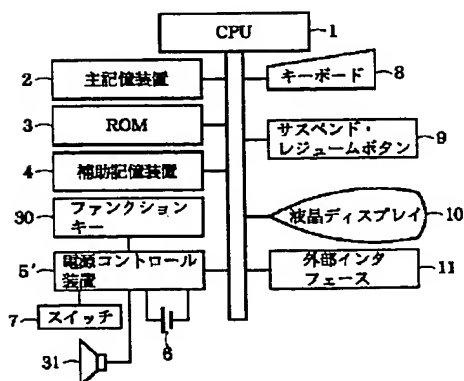 CPU
1
2
主記憶装置
キーボード
8
3
ROM
サスペンド・
レジュームボタン
9
4
補助記憶装置
30
ファンクション
キー
液晶ディスプレイ
10
5'
電源コントロール
装置
外部インタ
フェース
11
7
スイッチ
6
31